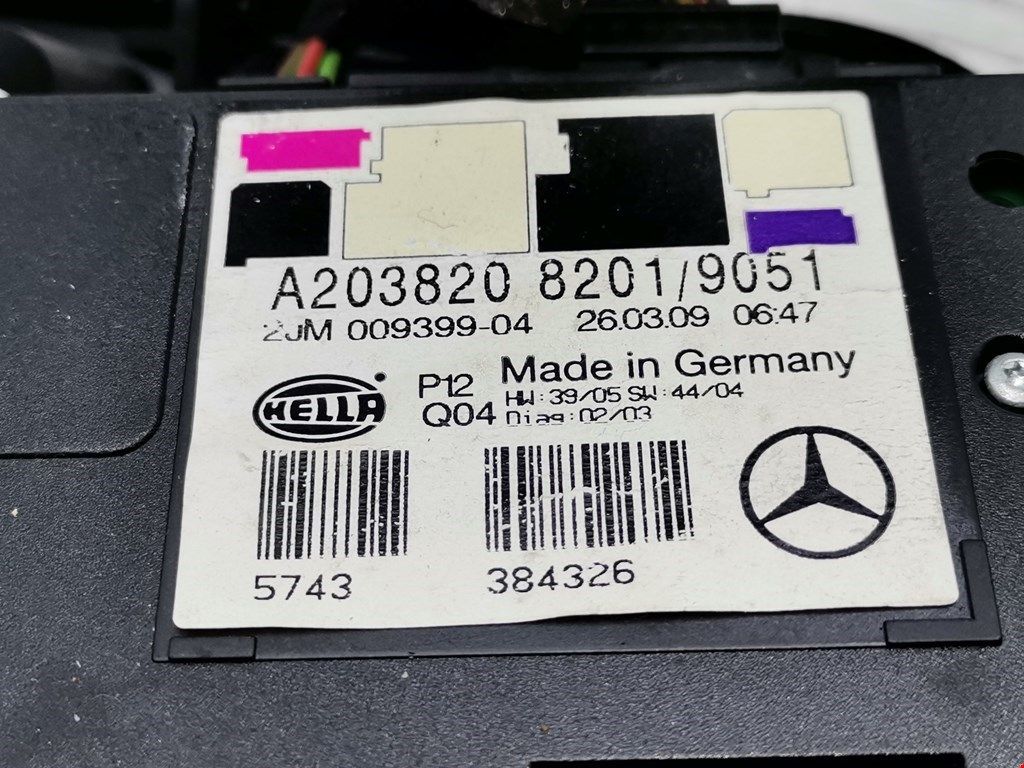 A203820 8201/9051
2JM 009399-04 26.03.09 06:47
HELLA
P12 Made in Germany
HW: 39/05 SW: 44/04
Q04 Diag: 02/03
5743 384326